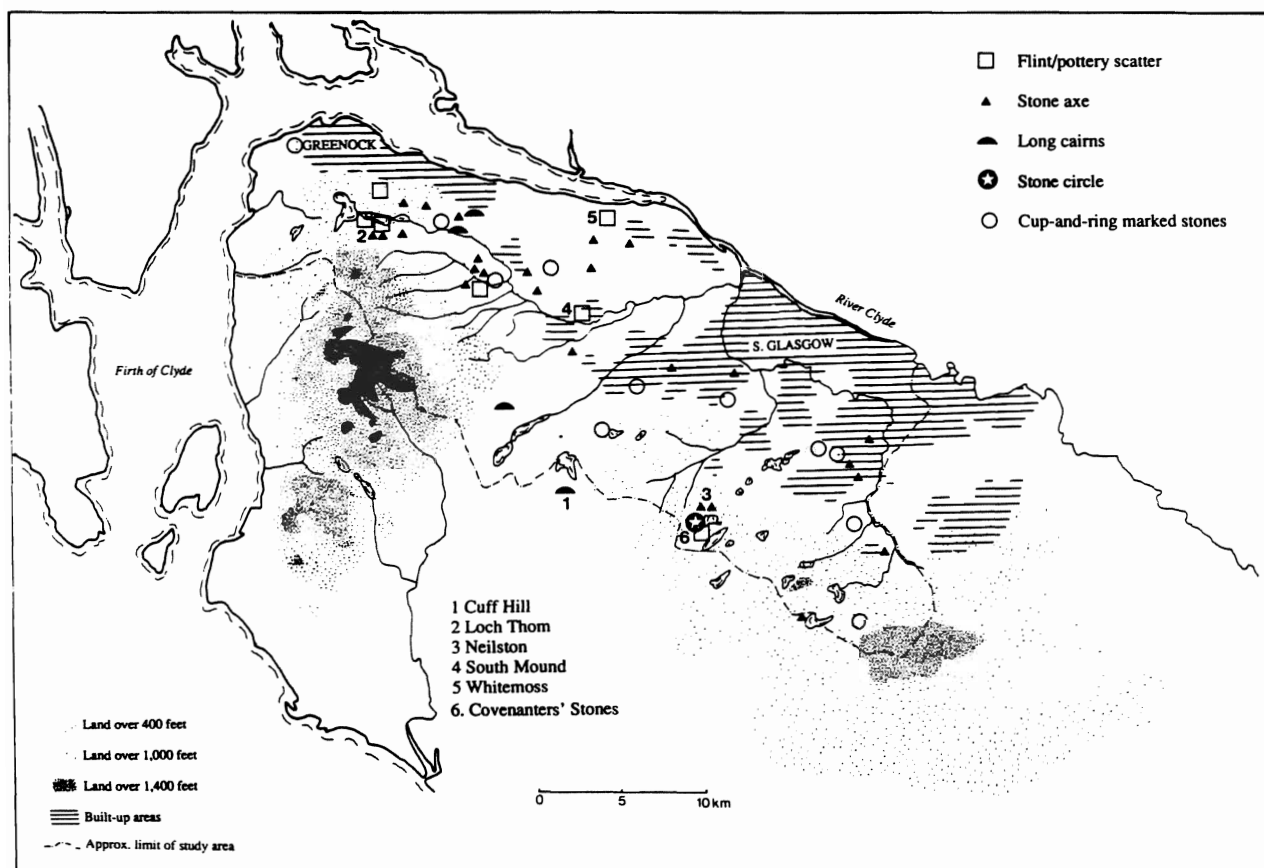 Flint/pottery scatter
Stone axe
Long cairns
Stone circle
Cup-and-ring marked stones
GREENOCK
2
5
4
River Clyde
S. GLASGOW
Firth of Clyde
1
3
6
1 Cuff Hill
2 Loch Thom
3 Neilston
4 South Mound
5 Whitemoss
6. Covenanters' Stones
Land over 400 feet
Land over 1,000 feet
Land over 1,400 feet
Built-up areas
Approx. limit of study area
0 5 10 km